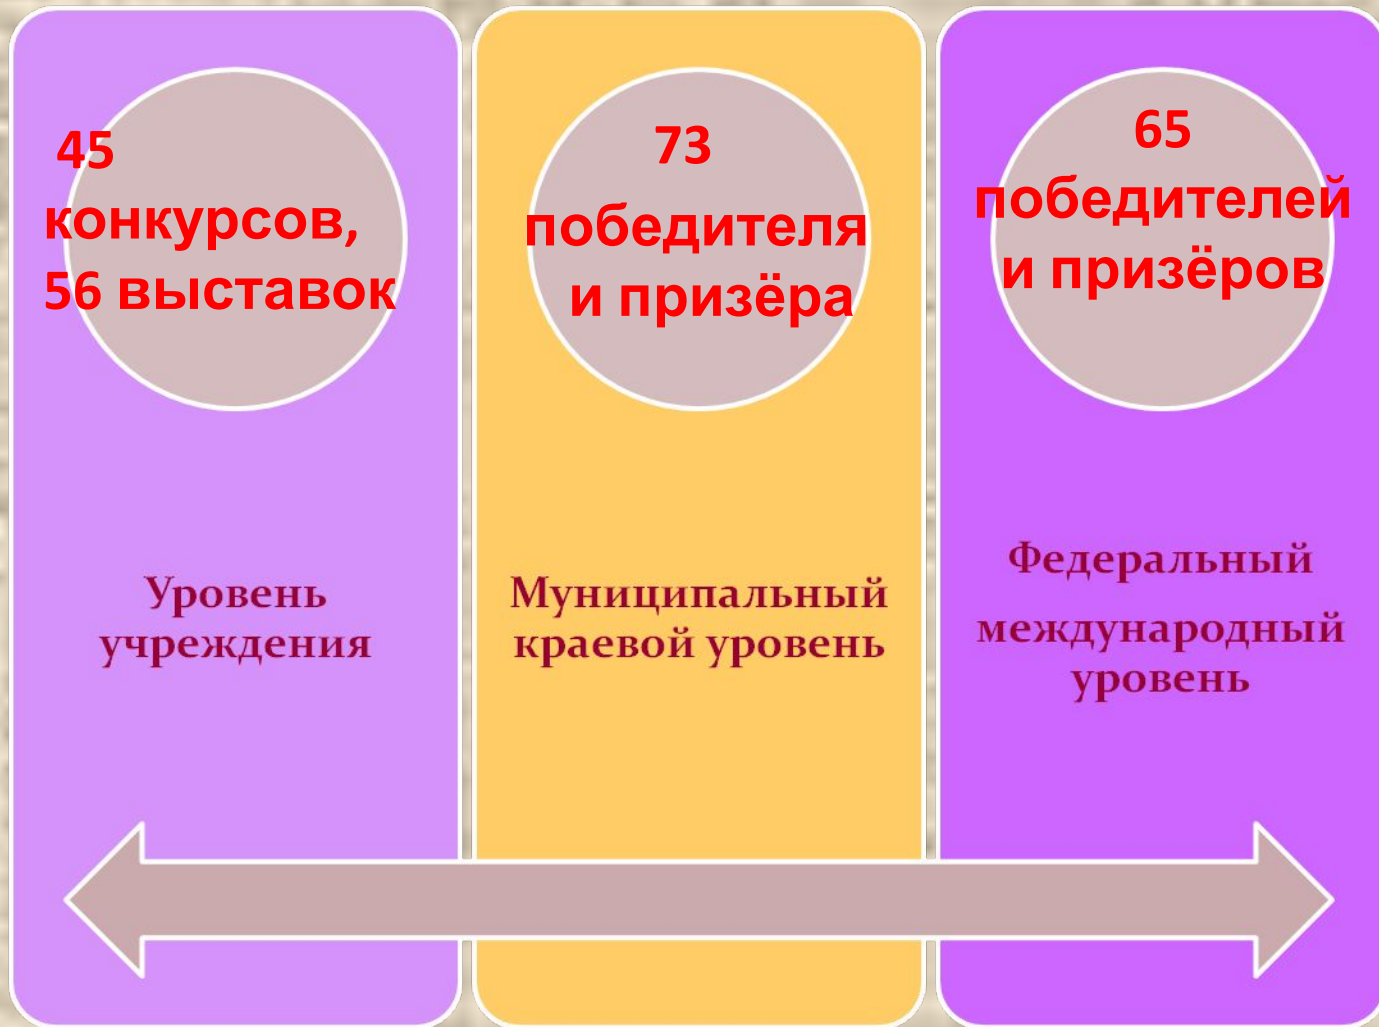 45
конкурсов,
56 выставок
Уровень
учреждения
73
победителя
и призёра
Муниципальный
краевой уровень
65
победителей
и призёров
Федеральный
международный
уровень